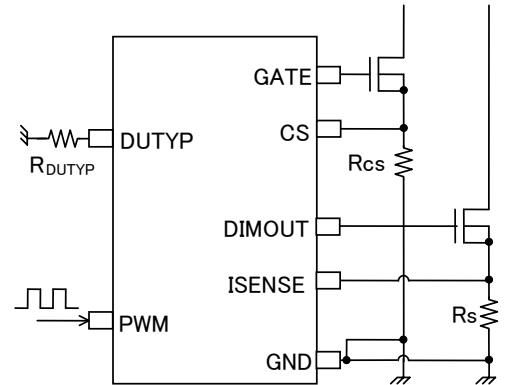 GATE
DUTYP
CS
RDUTYP
Rcs
DIMOUT
ISENSE
PWM
Rs
GND